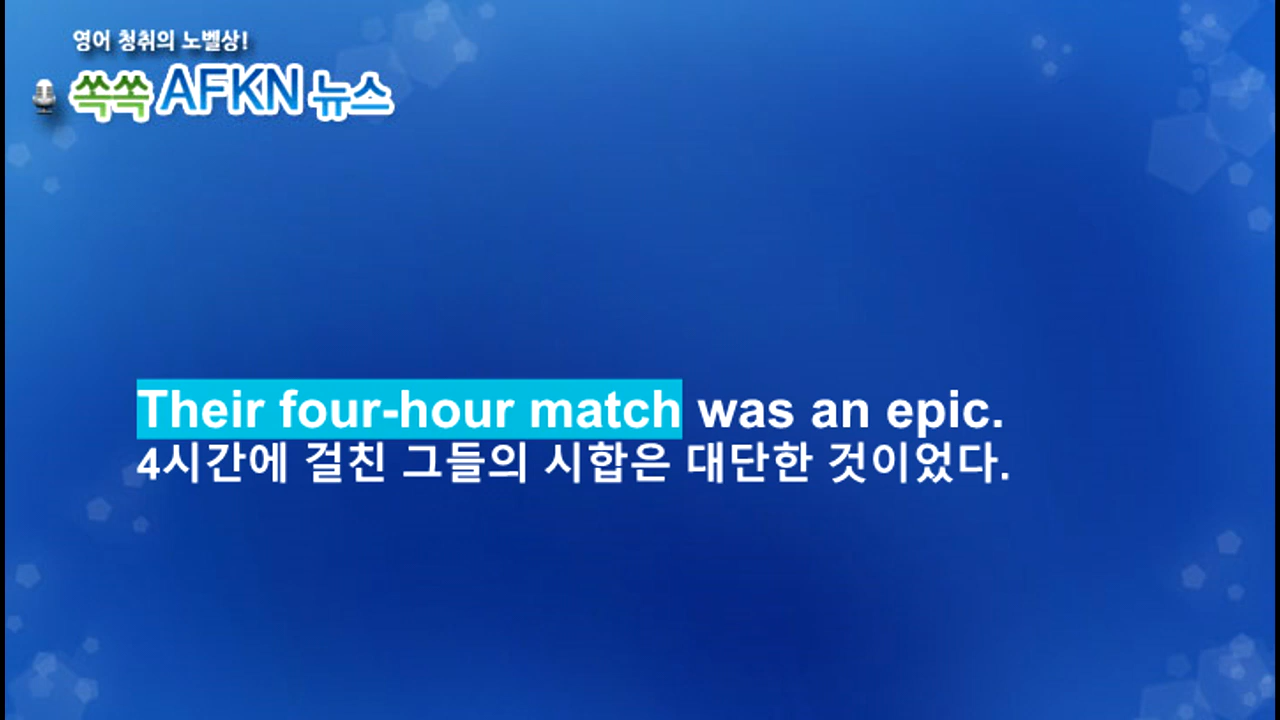 영어 청취의 노벨상!
쏙쏙 AFKN 뉴스
Their four-hour match was an epic.
4시간에 걸친 그들의 시합은 대단한 것이었다.